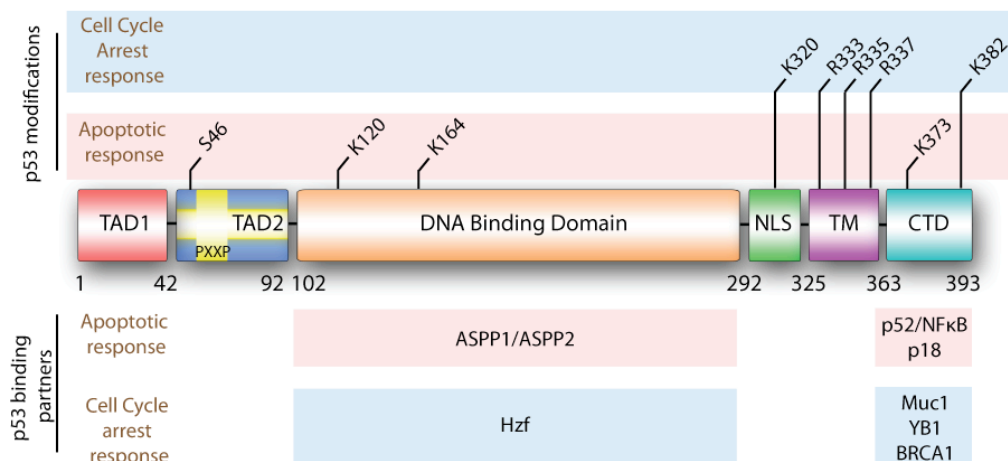 p53 modifications
Cell Cycle
Arrest
response
K320
R333
R335
R337
K382
Apoptotic
response
S46
K120
K164
K373
TAD1
TAD2
PXXP
DNA Binding Domain
NLS
TM
CTD
1 42 92 102 292 325 363 393
p53 binding
partners
Apoptotic
response
ASPP1/ASPP2
p52/NFκB
p18
Cell Cycle
arrest
response
Hzf
Muc1
YB1
BRCA1